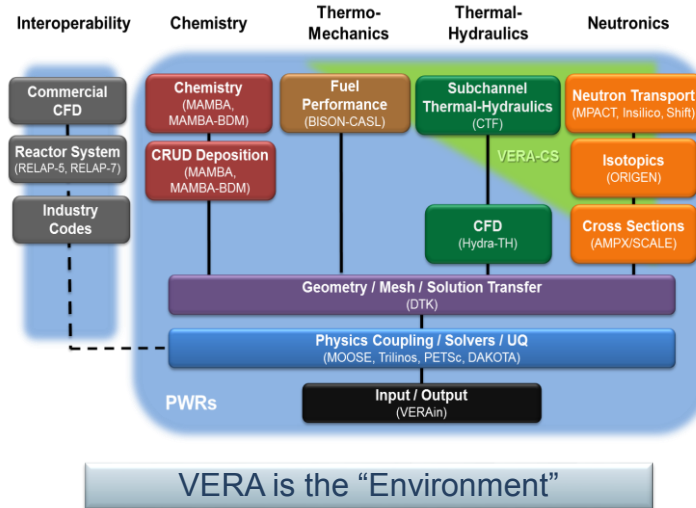 Interoperability
Chemistry
Thermo-
Mechanics
Thermal-
Hydraulics
Neutronics
Commercial
CFD
Reactor System
(RELAP-5, RELAP-7)
Industry
Codes
Chemistry
(MAMBA,
MAMBA-BDM)
CRUD Deposition
(MAMBA,
MAMBA-BDM)
Fuel
Performance
(BISON-CASL)
Subchannel
Thermal-Hydraulics
(CTF)
VERA-CS
CFD
(Hydra-TH)
Neutron Transport
(MPACT, Insilico, Shift)
Isotopics
(ORIGEN)
Cross Sections
(AMPX/SCALE)
Geometry / Mesh / Solution Transfer
(DTK)
Physics Coupling / Solvers / UQ
(MOOSE, Trilinos, PETSc, DAKOTA)
Input / Output
(VERAin)
PWRs
VERA is the “Environment”